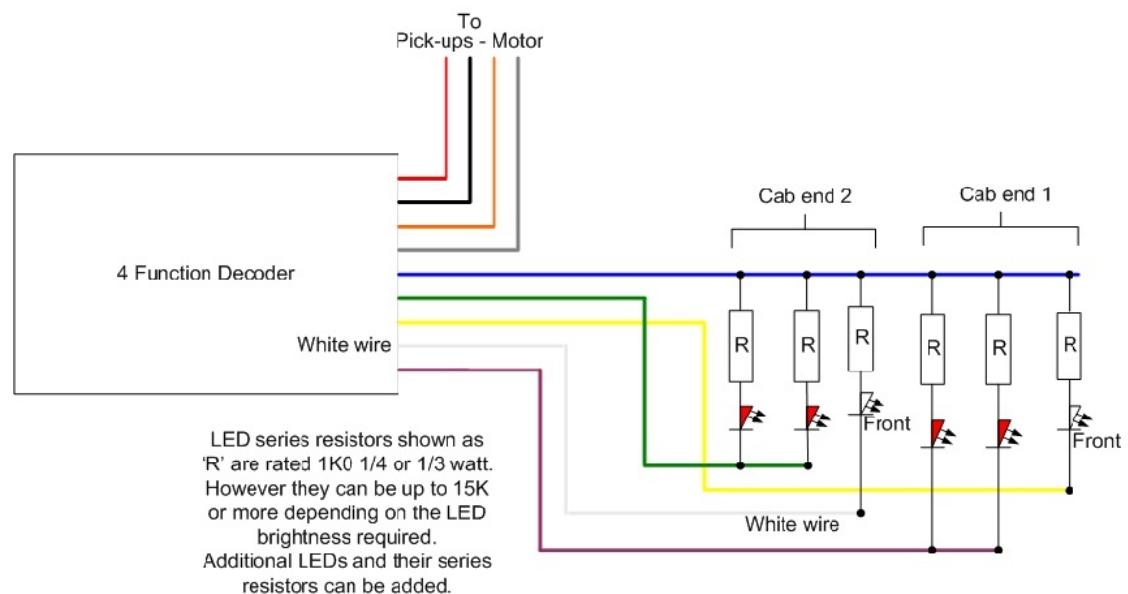 To
Pick-ups - Motor
Cab end 2
Cab end 1
4 Function Decoder
White wire
R
R
R
R
R
R
Front
Front
LED series resistors shown as
'R' are rated 1K0 1/4 or 1/3 watt.
However they can be up to 15K
or more depending on the LED
brightness required.
Additional LEDs and their series
resistors can be added.
White wire